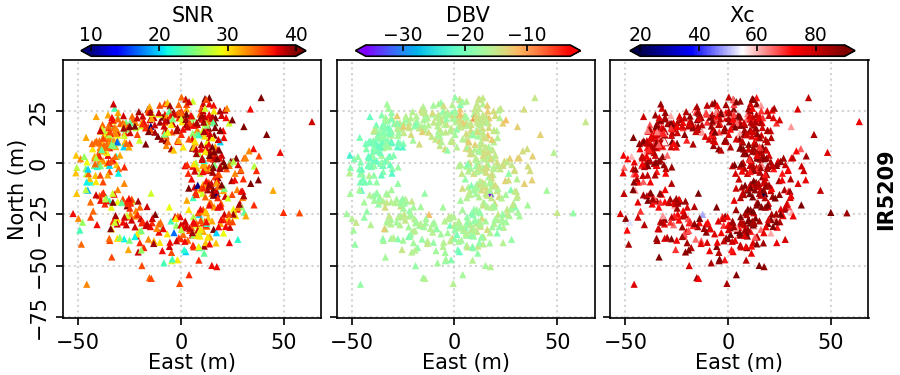 SNR DBV Xc
10 20 30 40 −30 −20 −10 20 40 60 80
North (m)
25
0
−25
−50
−75
IR5209
−50 0 50 −50 0 50 −50 0 50
East (m) East (m) East (m)